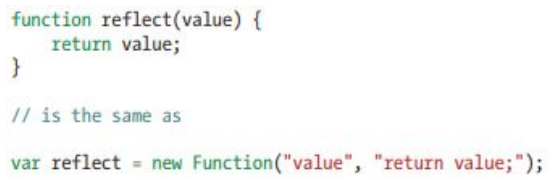 function reflect(value) {
    return value;
}
// is the same as
var reflect = new Function("value", "return value;");